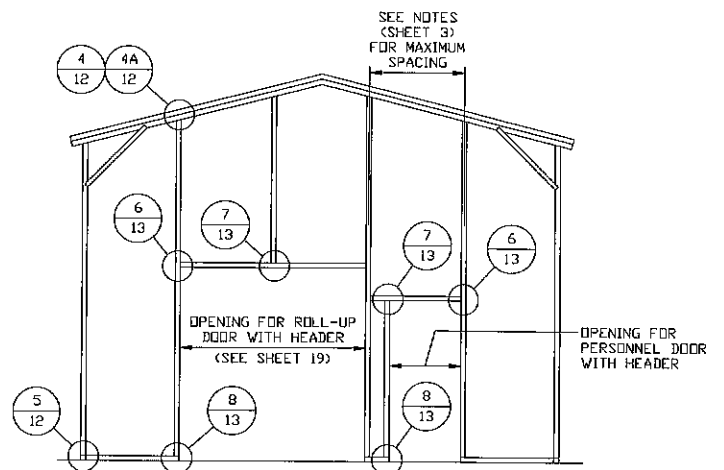 SEE NOTES
(SHEET 3)
FOR MAXIMUM
SPACING
4
12
4A
12
6
13
7
13
7
13
6
13
OPENING FOR ROLL-UP
DOOR WITH HEADER
(SEE SHEET 19)
OPENING FOR
PERSONNEL DOOR
WITH HEADER
5
12
8
13
8
13